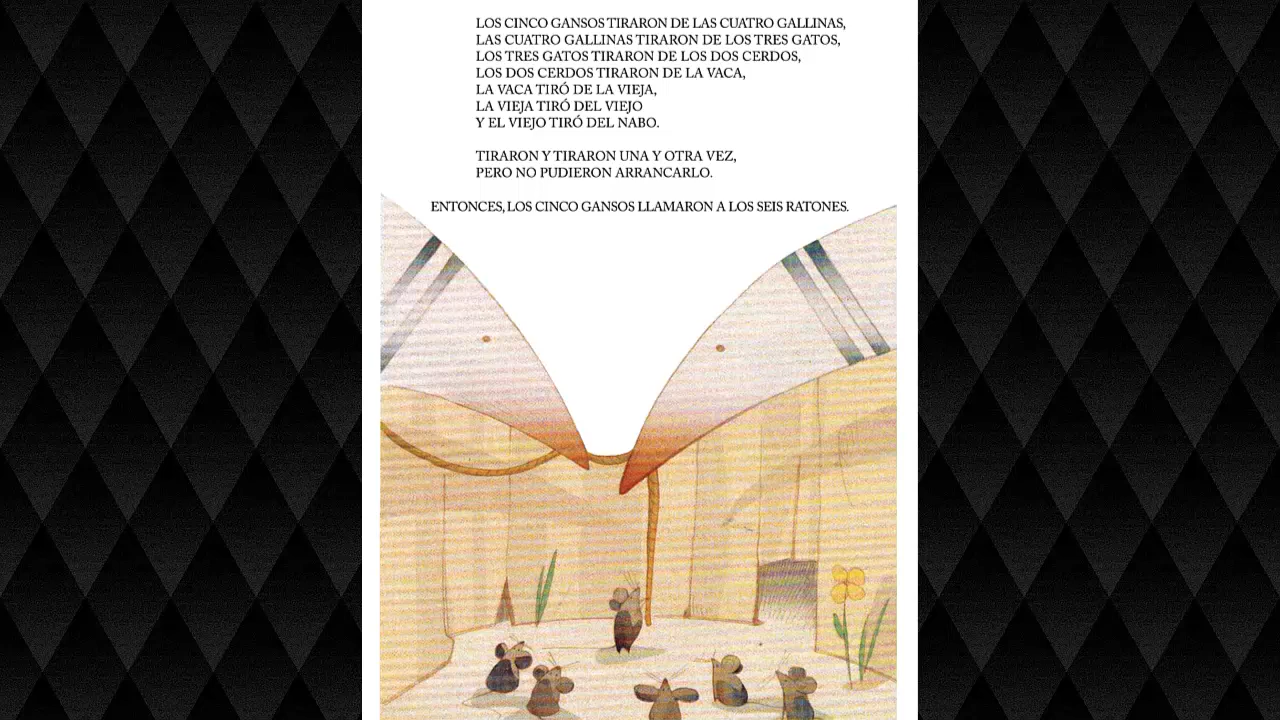 LOS CINCO GANSOS TIRARON DE LAS CUATRO GALLINAS,
LAS CUATRO GALLINAS TIRARON DE LOS TRES GATOS,
LOS TRES GATOS TIRARON DE LOS DOS CERDOS,
LOS DOS CERDOS TIRARON DE LA VACA,
LA VACA TIRÓ DE LA VIEJA,
LA VIEJA TIRÓ DEL VIEJO
Y EL VIEJO TIRÓ DEL NABO.
TIRARON Y TIRARON UNA Y OTRA VEZ,
PERO NO PUDIERON ARRANCARLO.
ENTONCES, LOS CINCO GANSOS LLAMARON A LOS SEIS RATONES.